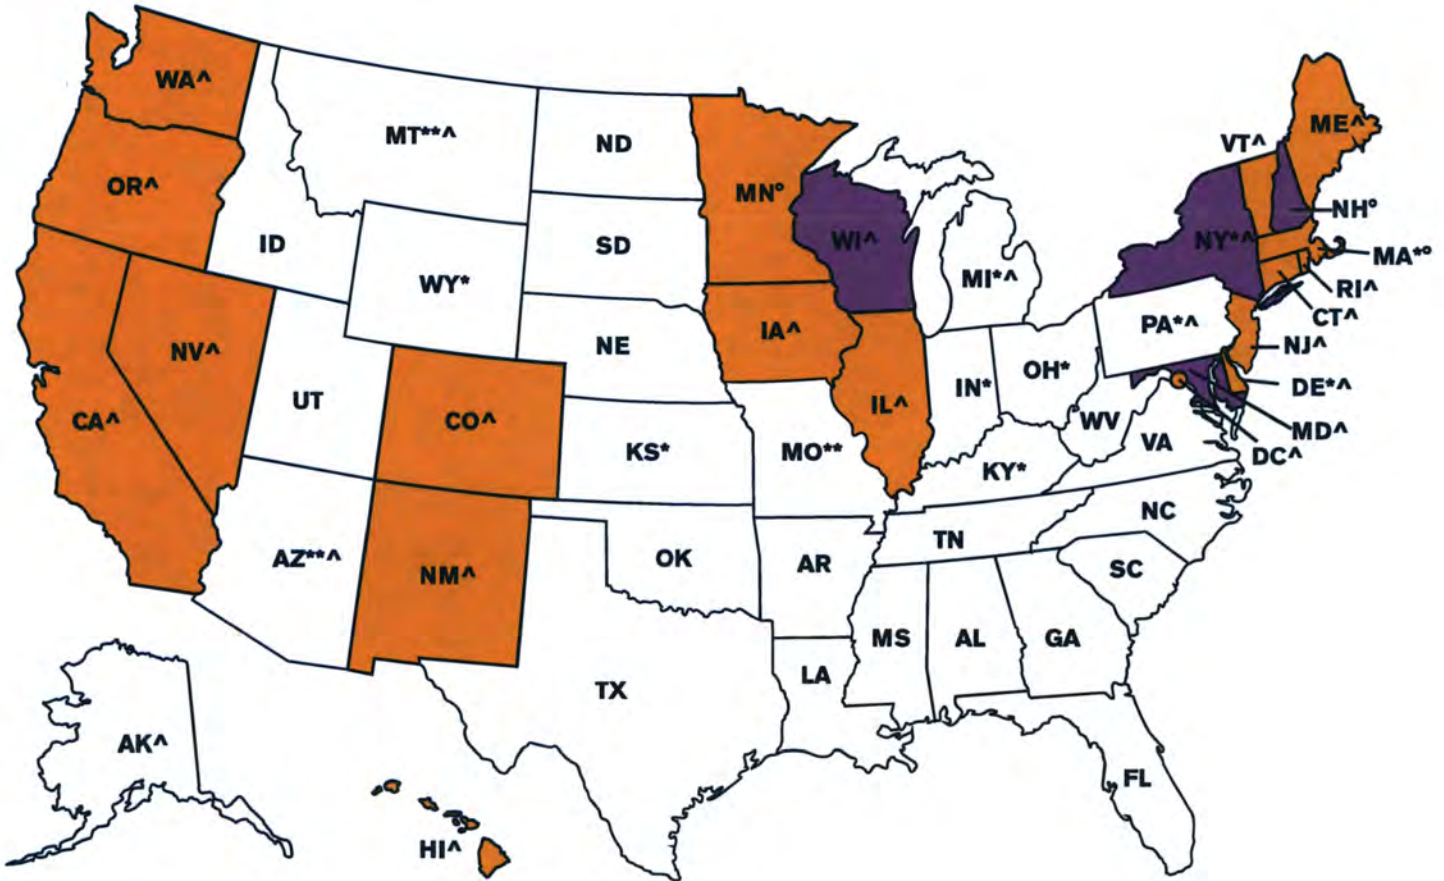 WA^
MT**^
ND
MN°
ME^
VT^
OR^
NH°
ID
SD
WI^
NY*^
MA*°
WY*
MI*^
RI^
CT^
NV^
NE
IA^
PA*^
NJ^
UT
IN*
OH*
DE*^
CA^
CO^
IL^
WV
MD^
KS*
MO**
VA
DC^
KY*
NC
AZ**^
NM^
OK
AR
TN
SC
MS
AL
GA
TX
LA
AK^
FL
HI^